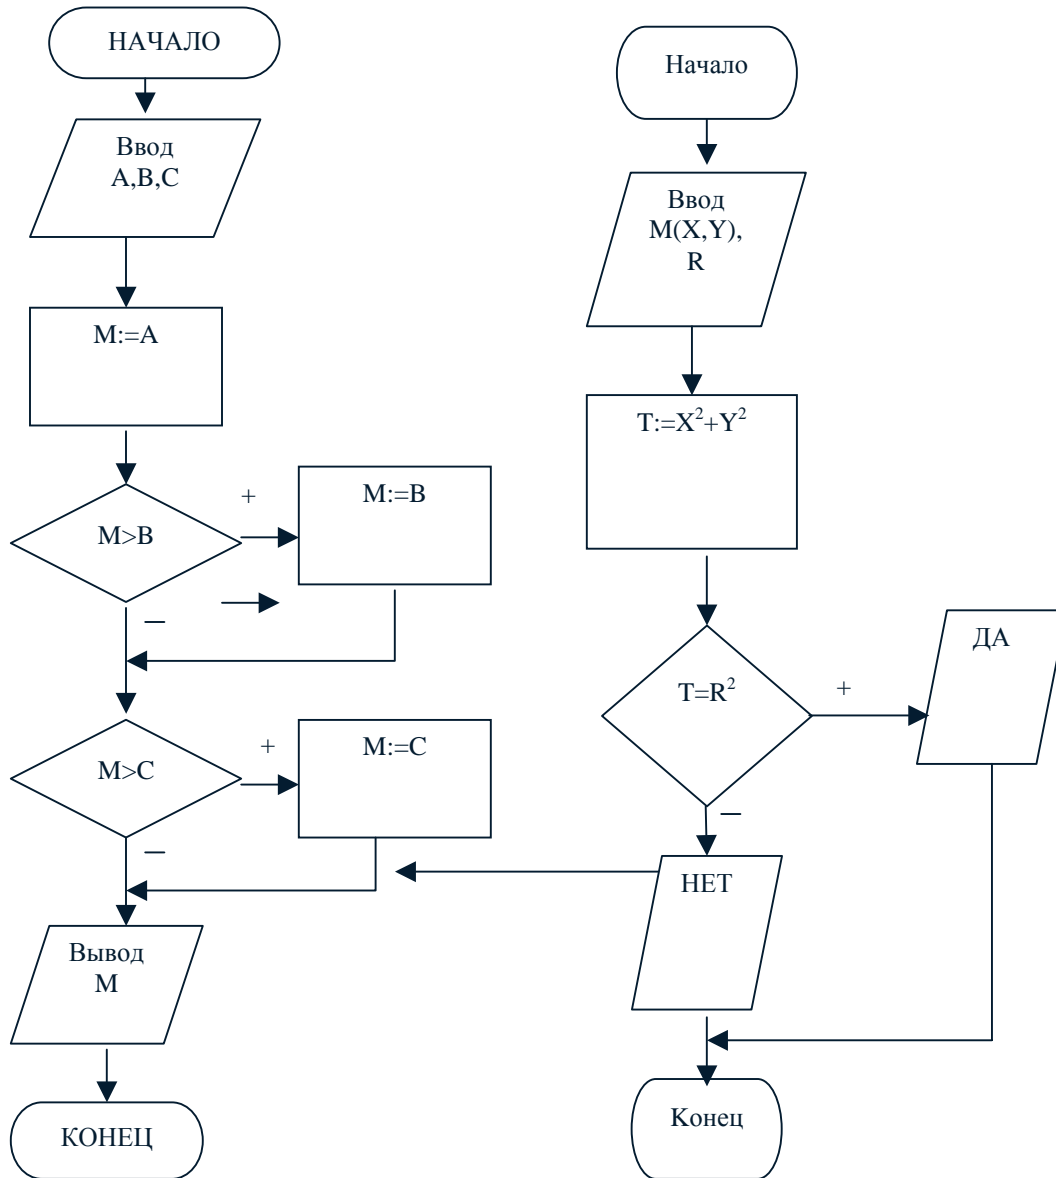 НАЧАЛО
Ввод
A,B,C
M:=A
M>B
+
M:=B
–
M>C
+
M:=C
–
Вывод
M
КОНЕЦ
Начало
Ввод
M(X,Y),
R
T:=X²+Y²
T=R²
+
ДА
–
НЕТ
Конец